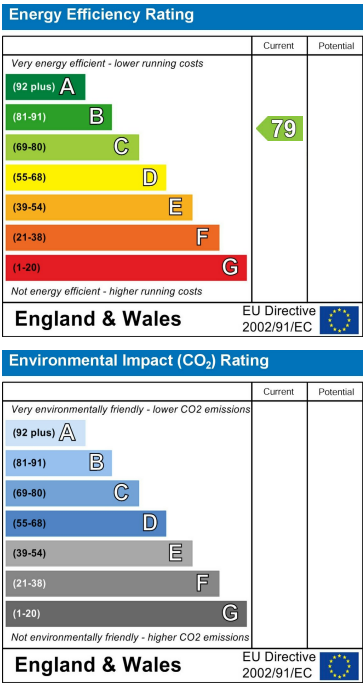 Energy Efficiency Rating
Current Potential
Very energy efficient - lower running costs
(92 plus) A
(81-91) B
79
(69-80) C
(55-68) D
(39-54) E
(21-38) F
(1-20) G
Not energy efficient - higher running costs
England & Wales
EU Directive
2002/91/EC
Environmental Impact (CO₂) Rating
Current Potential
Very environmentally friendly - lower CO2 emissions
(92 plus) A
(81-91) B
(69-80) C
(55-68) D
(39-54) E
(21-38) F
(1-20) G
Not environmentally friendly - higher CO2 emissions
England & Wales
EU Directive
2002/91/EC